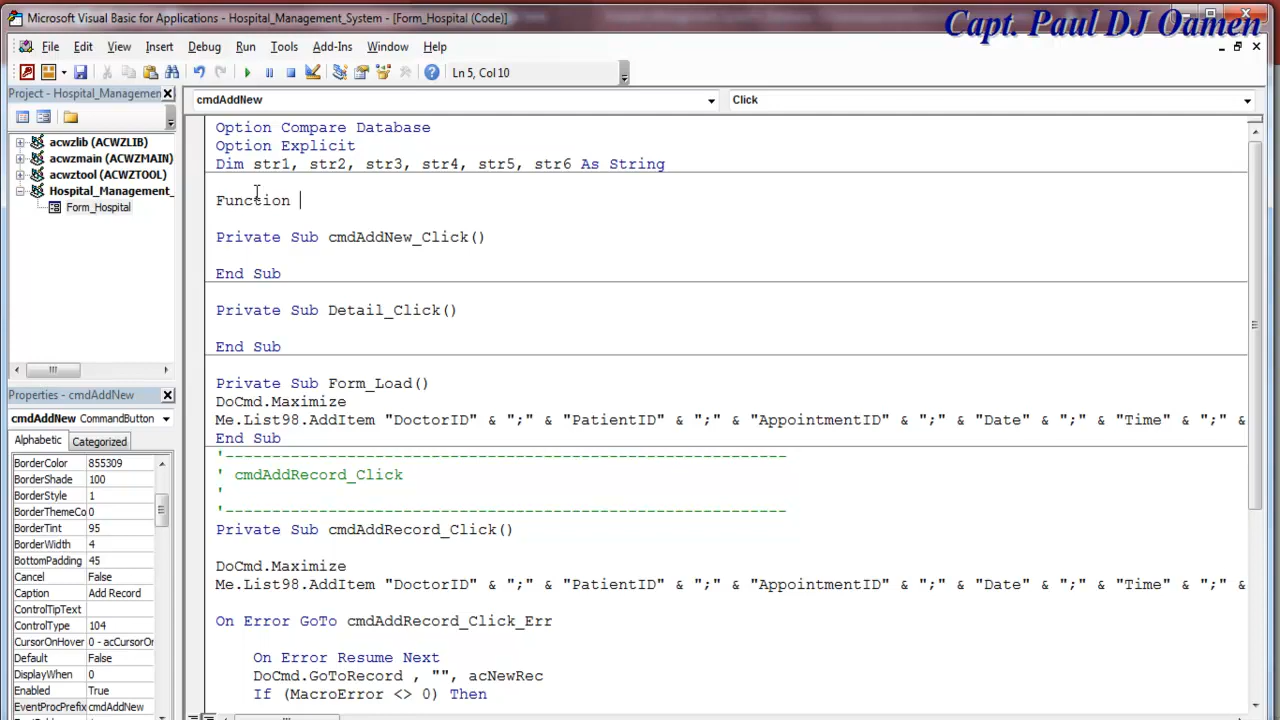 Microsoft Visual Basic for Applications - Hospital_Management_System - [Form_Hospital (Code)]
Capt. Paul DJ Oamen
File Edit View Insert Debug Run Tools Add-Ins Window Help
Ln 5, Col 10
Project - Hospital_Managemen
cmdAddNew Click
acwzlib (ACWZLIB)
acwzmain (ACWZMAIN)
acwztool (ACWZTOOL)
Hospital_Management_
Form_Hospital
Option Compare Database
Option Explicit
Dim str1, str2, str3, str4, str5, str6 As String
Function
Private Sub cmdAddNew_Click()
End Sub
Private Sub Detail_Click()
End Sub
Private Sub Form_Load()
DoCmd.Maximize
Me.List98.AddItem "DoctorID" & ";" & "PatientID" & ";" & "AppointmentID" & ";" & "Date" & ";" & "Time" & ";" &
End Sub
'------------------------------------------------------------
' cmdAddRecord_Click
'
'------------------------------------------------------------
Private Sub cmdAddRecord_Click()
DoCmd.Maximize
Me.List98.AddItem "DoctorID" & ";" & "PatientID" & ";" & "AppointmentID" & ";" & "Date" & ";" & "Time" & ";" &
On Error GoTo cmdAddRecord_Click_Err
On Error Resume Next
DoCmd.GoToRecord , "", acNewRec
If (MacroError <> 0) Then
Properties - cmdAddNew
cmdAddNew CommandButton
Alphabetic Categorized
BorderColor 855309
BorderShade 100
BorderStyle 1
BorderThemeCo 0
BorderTint 95
BorderWidth 4
BottomPadding 45
Cancel False
Caption Add Record
ControlTipText
ControlType 104
CursorOnHover 0 - acCursorOr
Default False
DisplayWhen 0
Enabled True
EventProcPrefix cmdAddNew